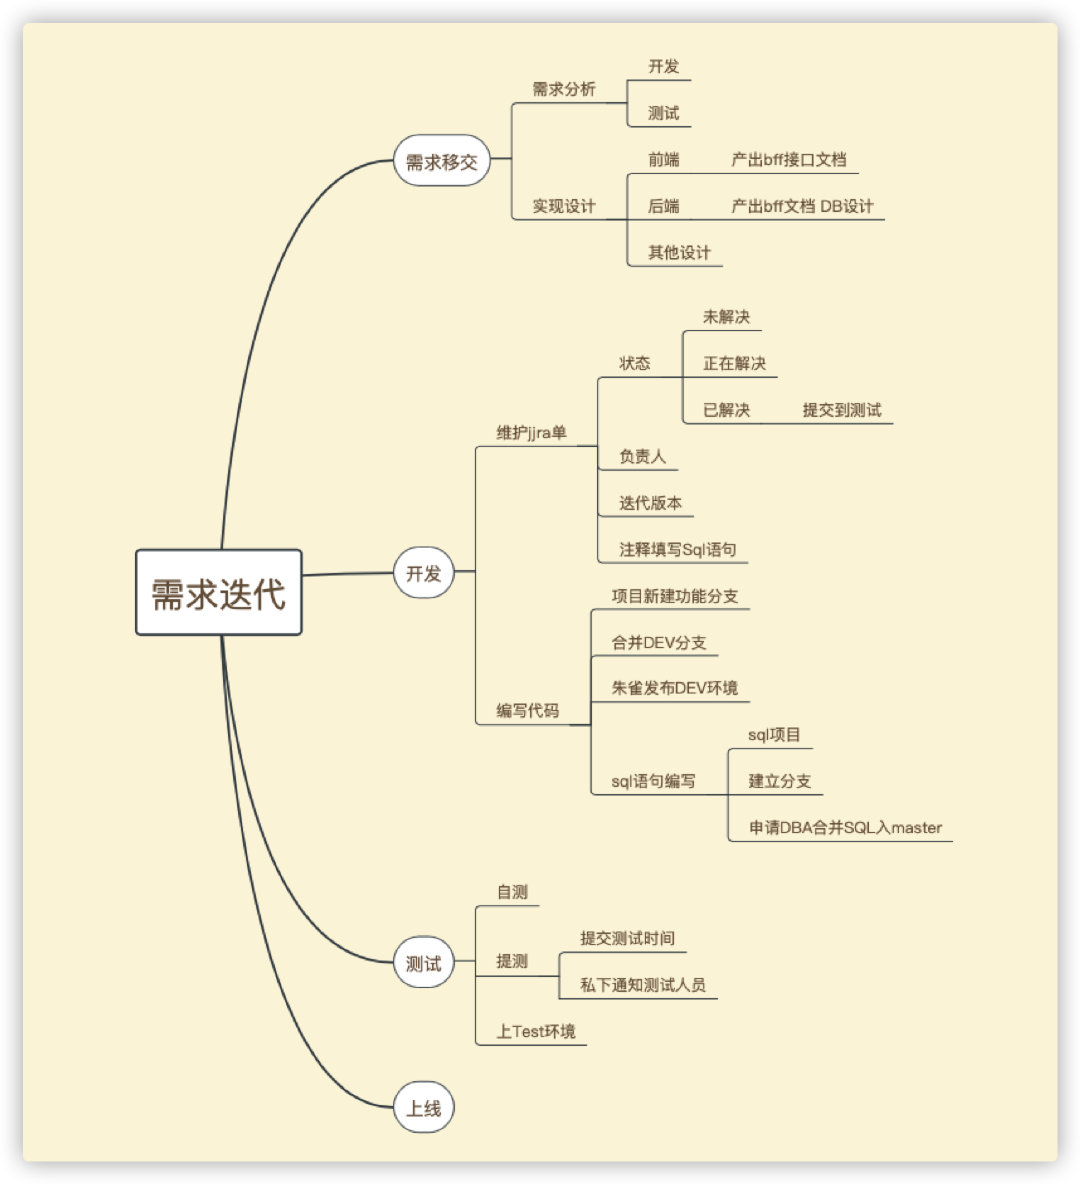 需求迭代
需求移交
需求分析
开发
测试
实现设计
前端
产出bff接口文档
后端
产出bff文档 DB设计
其他设计
开发
维护jjra单
状态
未解决
正在解决
已解决
提交到测试
负责人
迭代版本
注释填写Sql语句
编写代码
项目新建功能分支
合并DEV分支
朱雀发布DEV环境
sql语句编写
sql项目
建立分支
申请DBA合并SQL入master
测试
自测
提测
提交测试时间
私下通知测试人员
上Test环境
上线